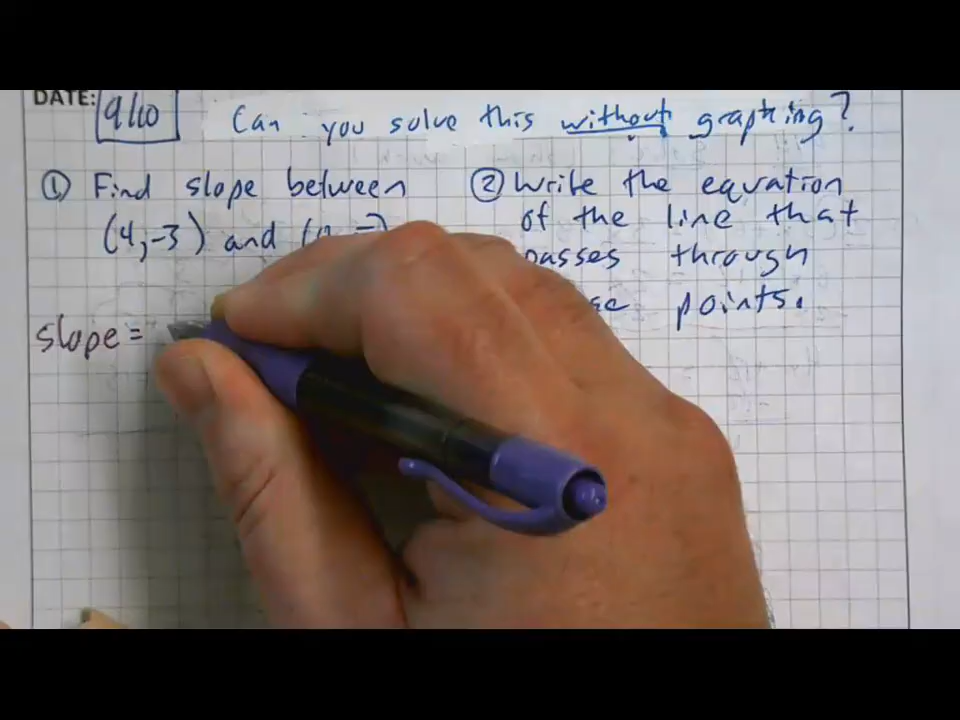 DATE: 9/10
Can you solve this without graphing?
① Find slope between
(4,-3) and
② Write the equation
of the line that
passes through
points.
slope =